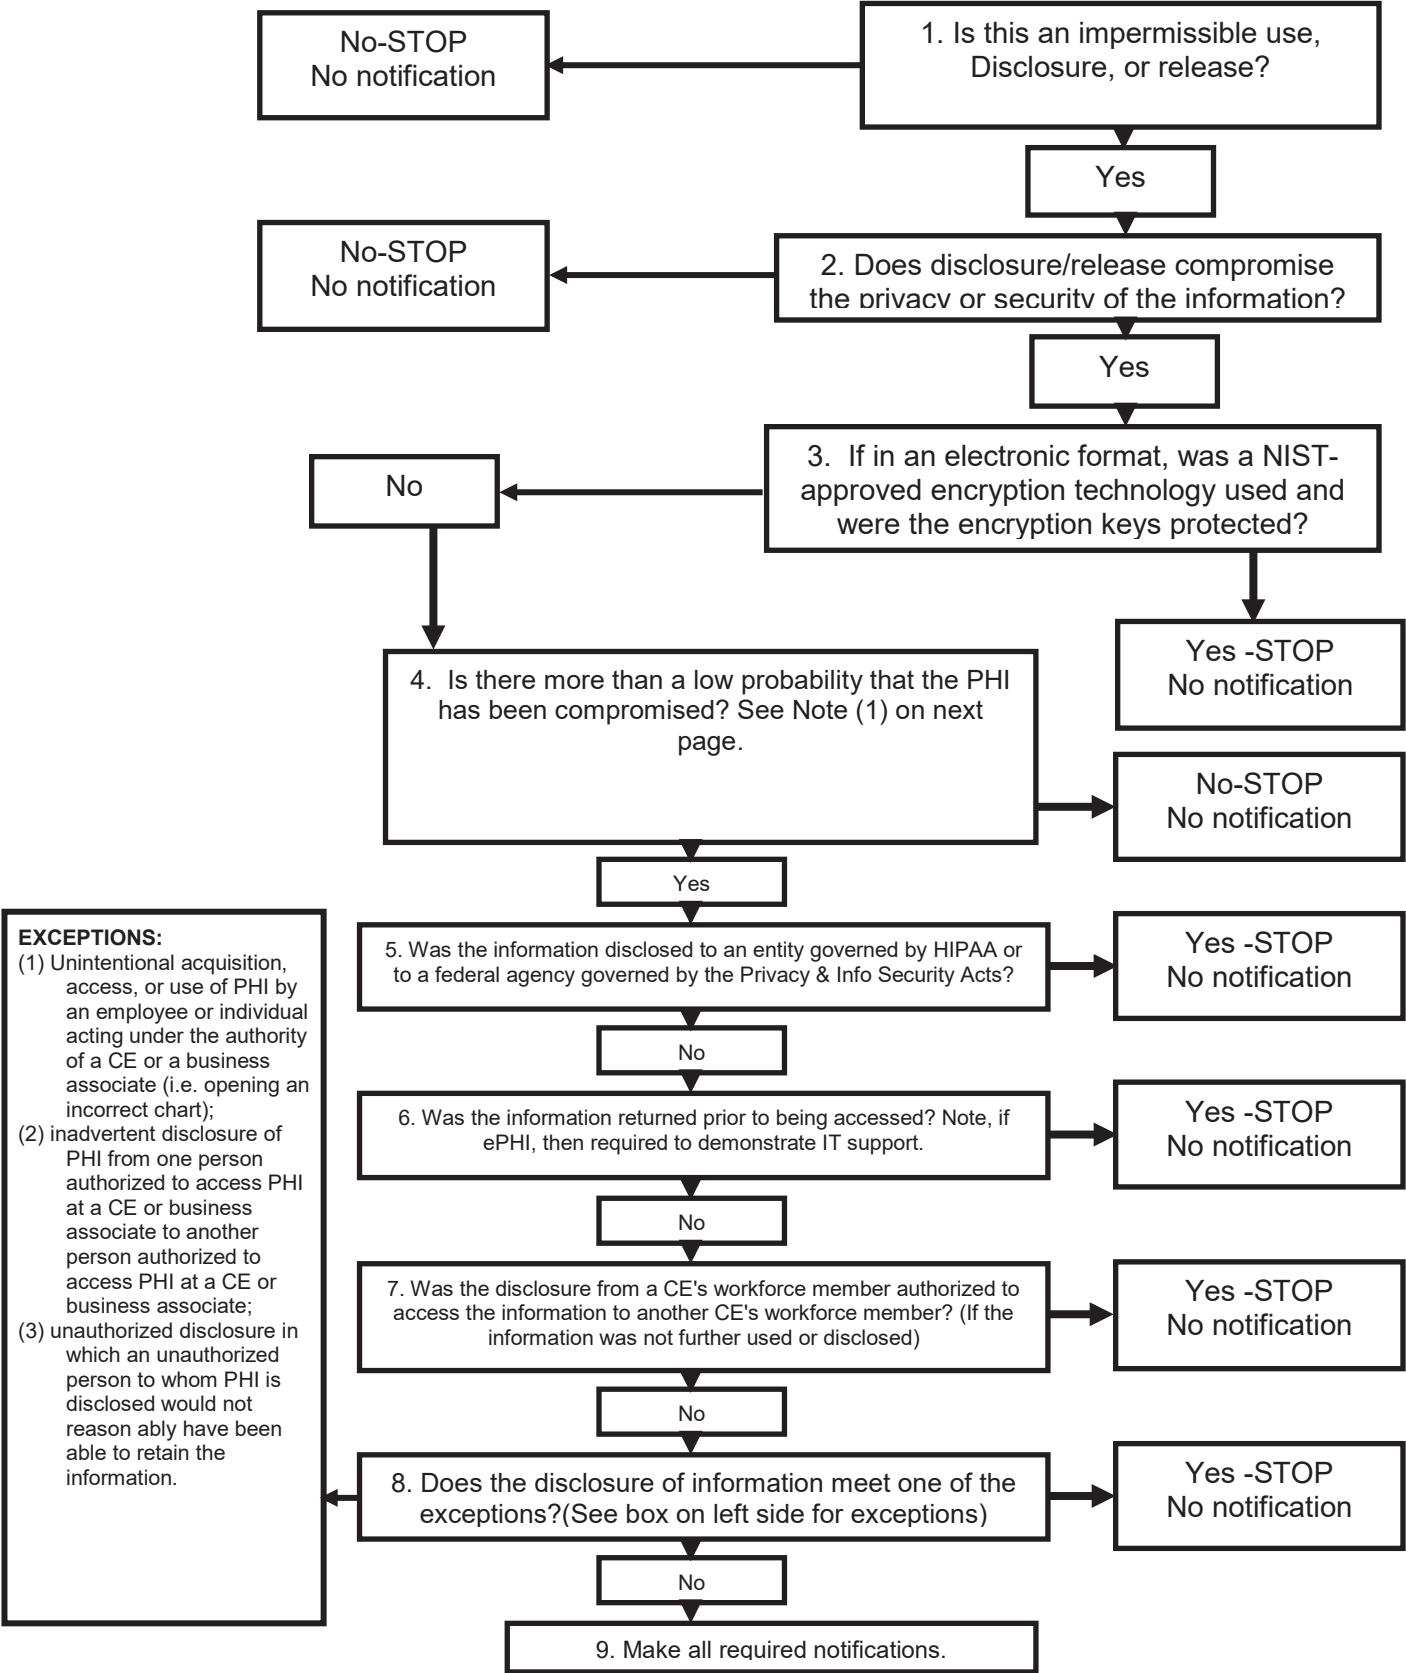 No-STOP
No notification
1. Is this an impermissible use,
Disclosure, or release?
Yes
No-STOP
No notification
2. Does disclosure/release compromise
the privacy or security of the information?
Yes
3. If in an electronic format, was a NIST-
approved encryption technology used and
were the encryption keys protected?
No
Yes -STOP
No notification
4. Is there more than a low probability that the PHI
has been compromised? See Note (1) on next
page.
No-STOP
No notification
Yes
5. Was the information disclosed to an entity governed by HIPAA or
to a federal agency governed by the Privacy & Info Security Acts?
Yes -STOP
No notification
No
6. Was the information returned prior to being accessed? Note, if
ePHI, then required to demonstrate IT support.
Yes -STOP
No notification
No
7. Was the disclosure from a CE's workforce member authorized to
access the information to another CE's workforce member? (If the
information was not further used or disclosed)
Yes -STOP
No notification
No
8. Does the disclosure of information meet one of the
exceptions?(See box on left side for exceptions)
Yes -STOP
No notification
EXCEPTIONS:
(1) Unintentional acquisition,
access, or use of PHI by
an employee or individual
acting under the authority
of a CE or a business
associate (i.e. opening an
incorrect chart);
(2) inadvertent disclosure of
PHI from one person
authorized to access PHI
at a CE or business
associate to another
person authorized to
access PHI at a CE or
business associate;
(3) unauthorized disclosure in
which an unauthorized
person to whom PHI is
disclosed would not
reason ably have been
able to retain the
information.
No
9. Make all required notifications.